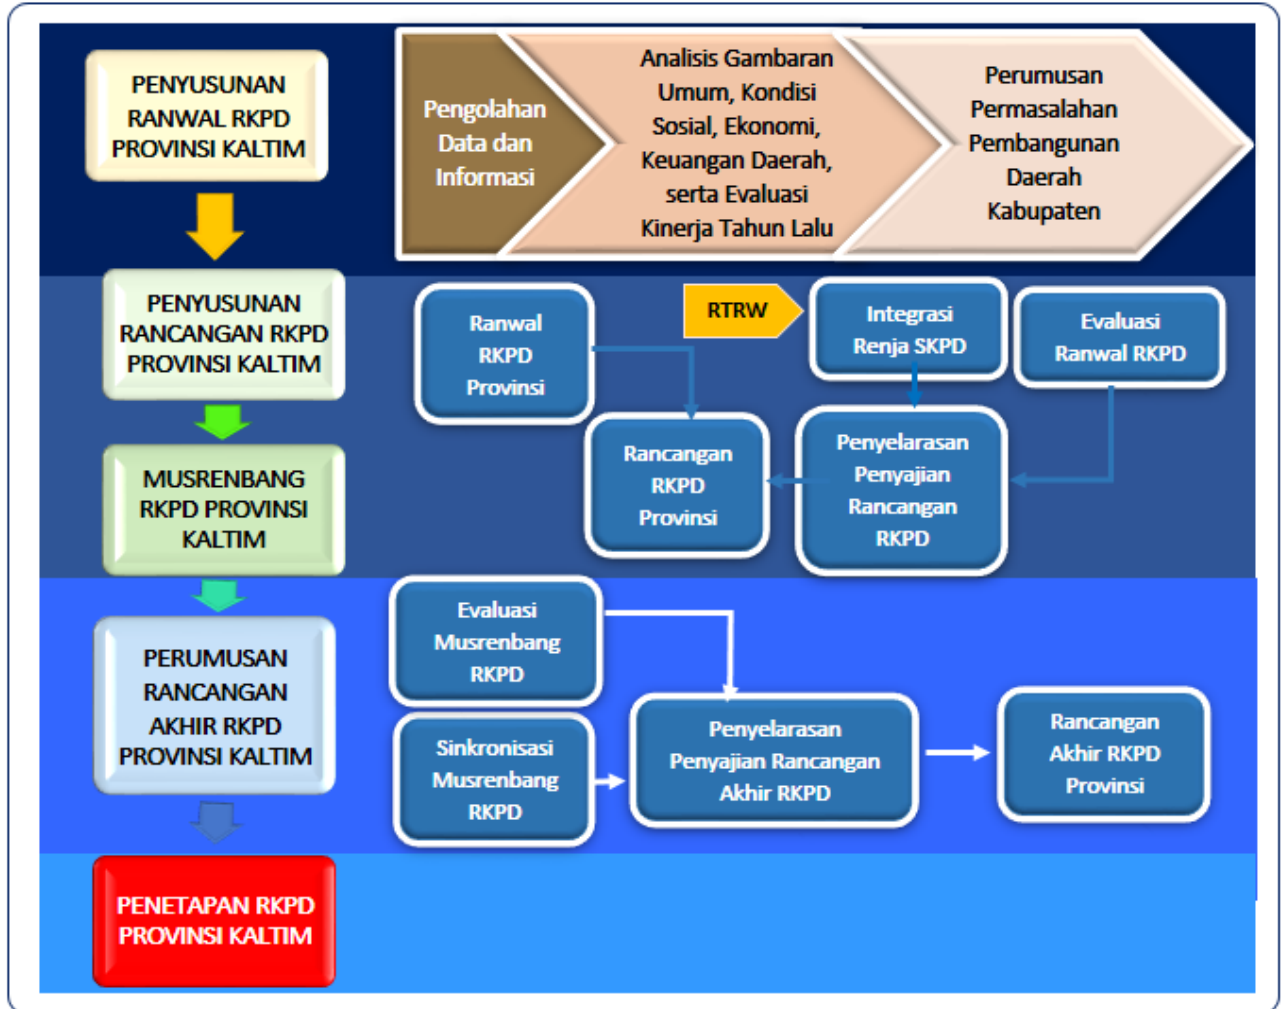 PENYUSUNAN
RANWAL RKPD
PROVINSI KALTIM
Pengolahan
Data dan
Informasi
Analisis Gambaran
Umum, Kondisi
Sosial, Ekonomi,
Keuangan Daerah,
serta Evaluasi
Kinerja Tahun Lalu
Perumusan
Permasalahan
Pembangunan
Daerah
Kabupaten
PENYUSUNAN
RANCANGAN RKPD
PROVINSI KALTIM
Ranwal
RKPD
Provinsi
RTRW
Integrasi
Renja SKPD
Evaluasi
Ranwal RKPD
MUSRENBANG
RKPD PROVINSI
KALTIM
Rancangan
RKPD
Provinsi
Penyelarasan
Penyajian
Rancangan
RKPD
PERUMUSAN
RANCANGAN
AKHIR RKPD
PROVINSI KALTIM
Evaluasi
Musrenbang
RKPD
Sinkronisasi
Musrenbang
RKPD
Penyelarasan
Penyajian Rancangan
Akhir RKPD
Rancangan
Akhir RKPD
Provinsi
PENETAPAN RKPD
PROVINSI KALTIM